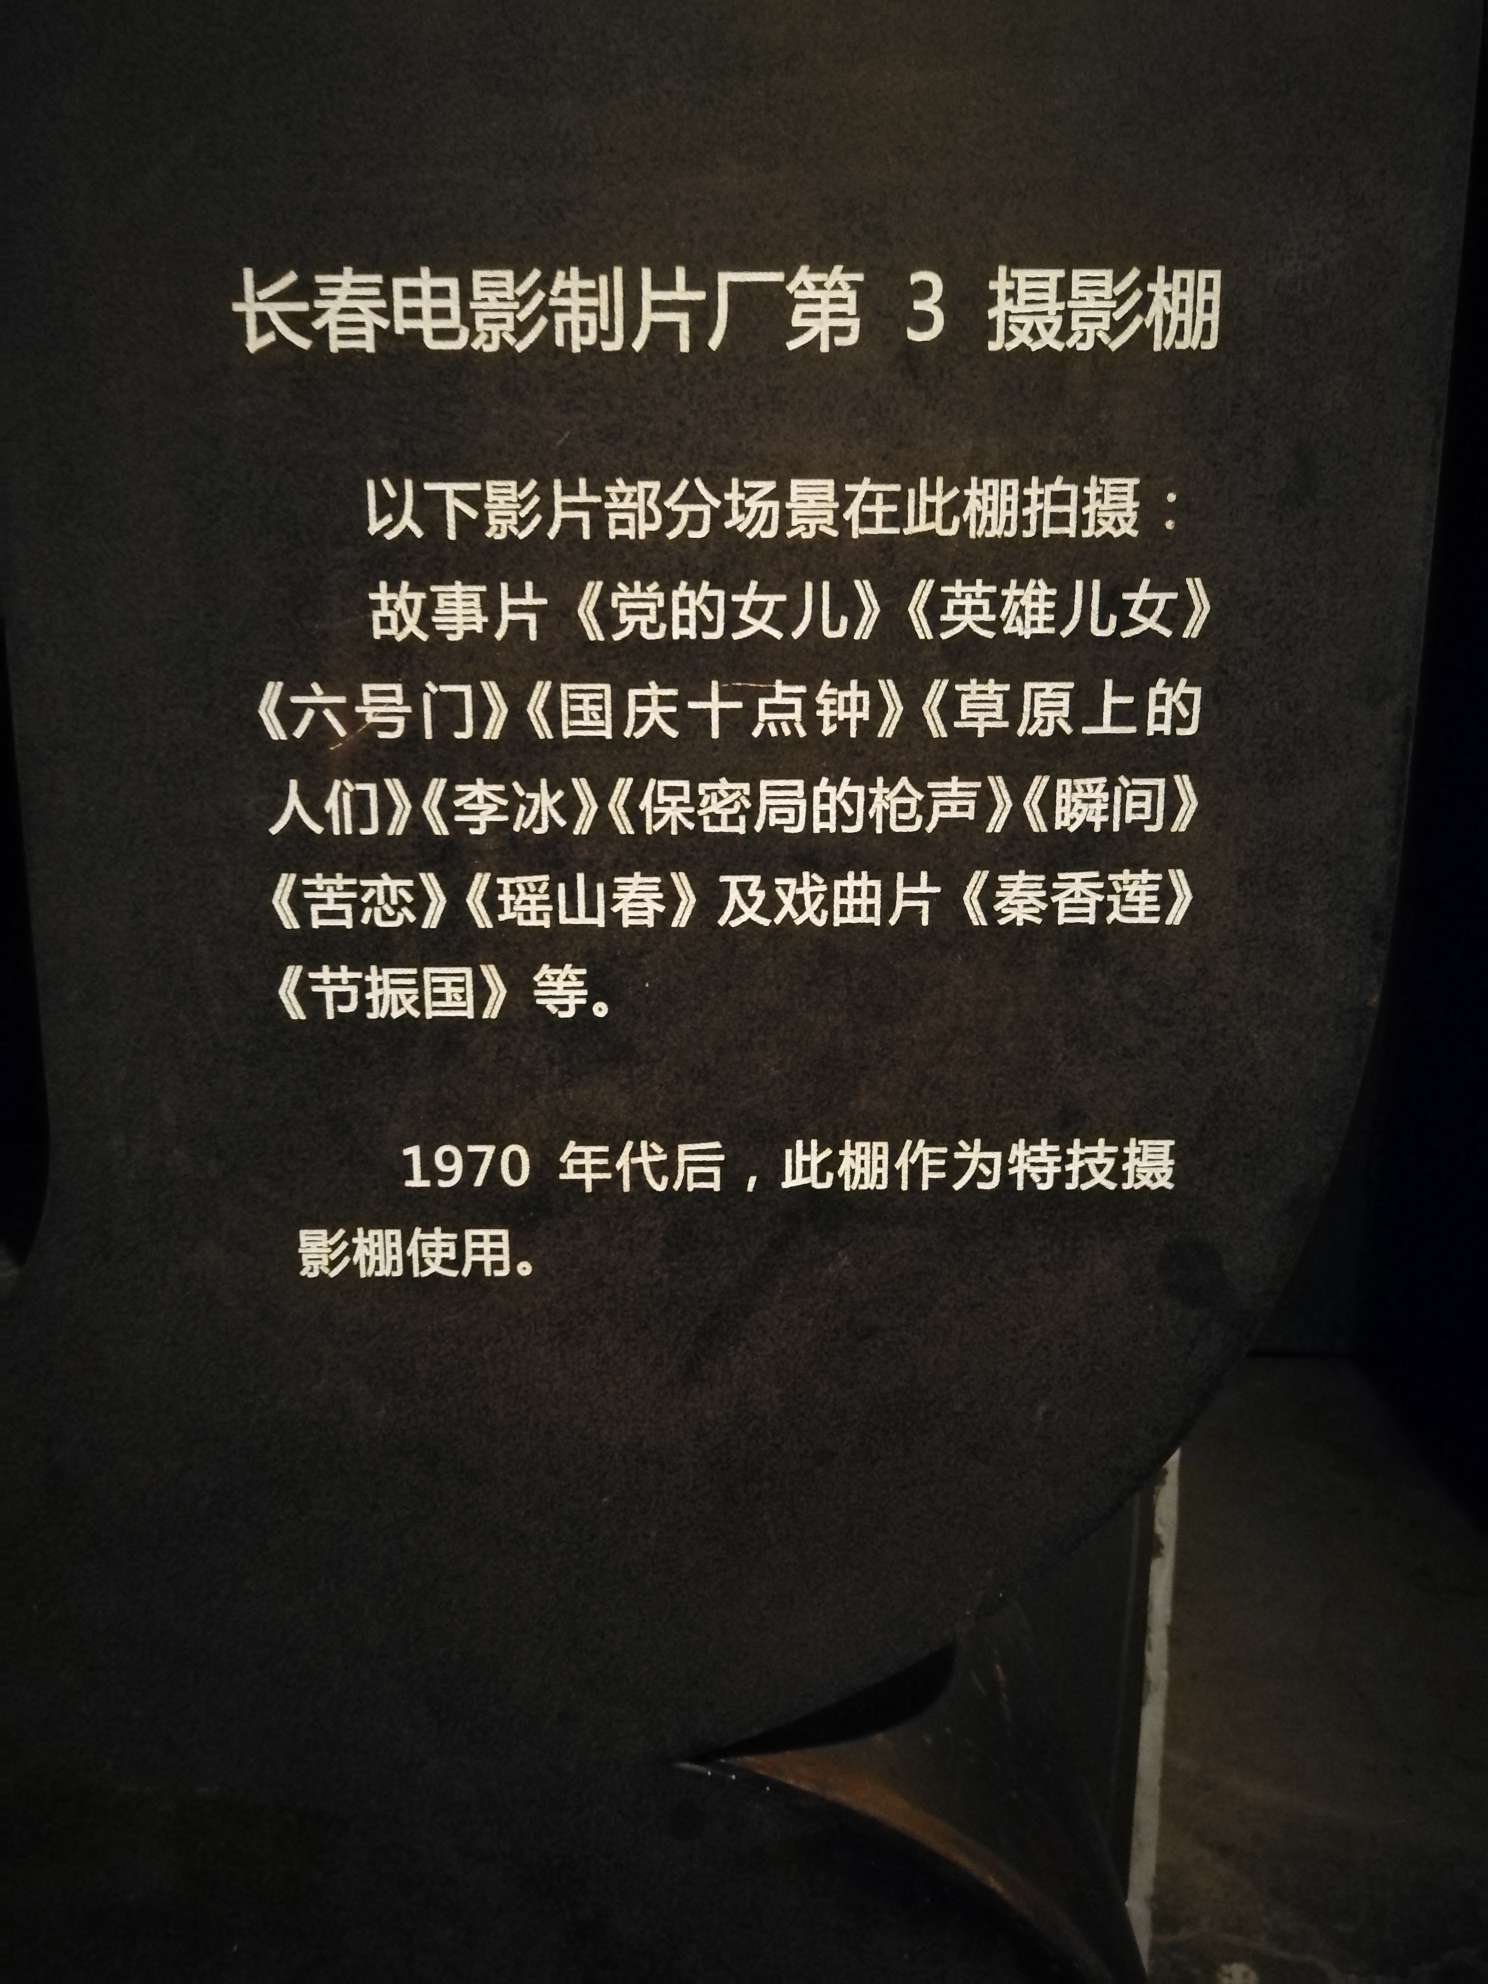 长春电影制片厂第 3 摄影棚
以下影片部分场景在此棚拍摄：
故事片《党的女儿》《英雄儿女》
《六号门》《国庆十点钟》《草原上的
人们》《李冰》《保密局的枪声》《瞬间》
《苦恋》《瑶山春》及戏曲片《秦香莲》
《节振国》等。
1970 年代后，此棚作为特技摄
影棚使用。